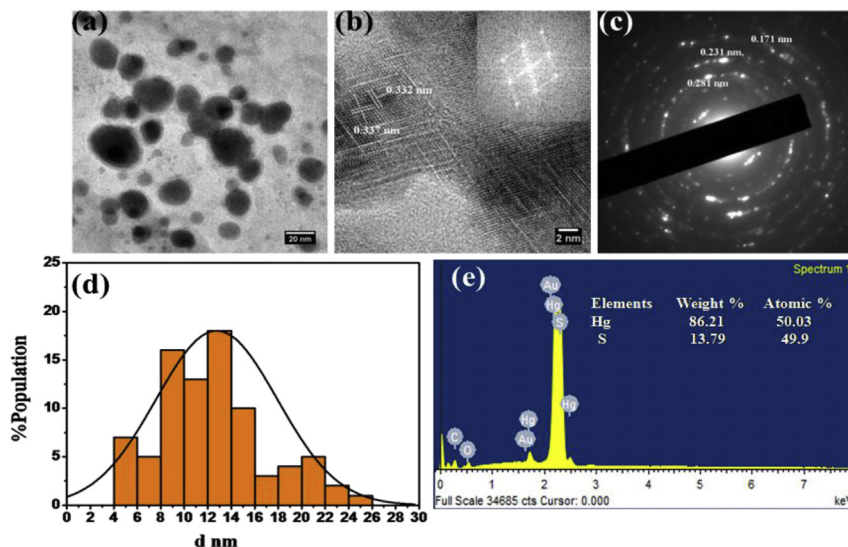 (a)
20 nm
(b)
0.332 nm
nm
2 nm
(c)
0.171 nm
0.231 nm,
0.281 nm
(d)
25
20
15
10
5
0
%Population
0 2 4 6 8 10 12 14 16 18 20 22 24 26 28 30
d nm
(e)
Spectrum
Au
Hg
S
Hg
Hg
Au
C
O
Elements Weight % Atomic %
Hg 86.21 50.03
S 13.79 49.9
0 1 2 3 4 5 6 7
Full Scale 34685 cts Cursor: 0.000
keV